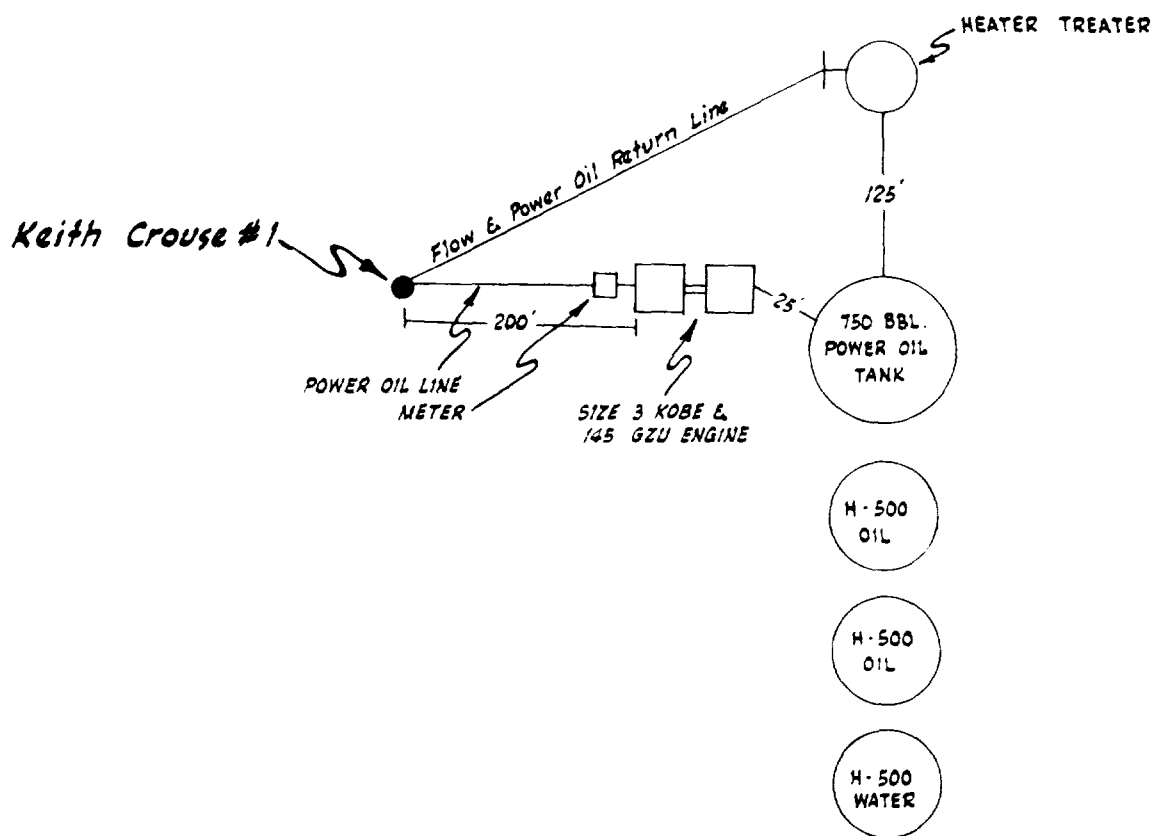 HEATER TREATER
Flow & Power Oil Return Line
125'
Keith Crouse #1
200'
25'
750 BBL.
POWER OIL
TANK
POWER OIL LINE
METER
SIZE 3 KOBE &
145 GZU ENGINE
H-500
OIL
H-500
OIL
H-500
WATER